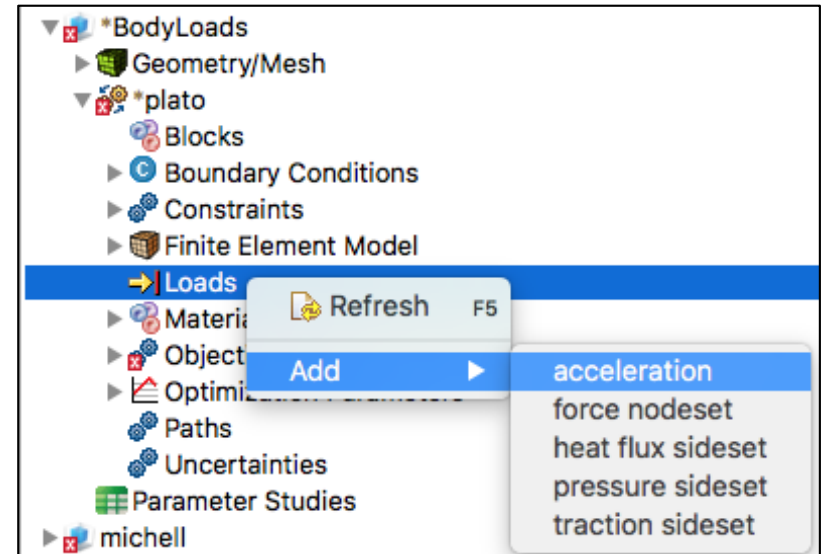 *BodyLoads
Geometry/Mesh
*plato
Blocks
C Boundary Conditions
Constraints
Finite Element Model
Loads
Refresh F5
Add
acceleration
force nodeset
heat flux sideset
pressure sideset
traction sideset
Paths
Uncertainties
Parameter Studies
michell